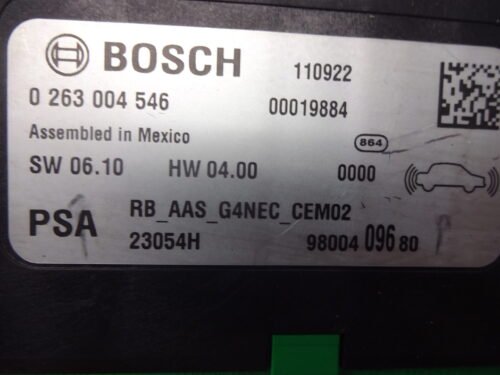 BOSCH 110922
0 263 004 546 00019884
Assembled in Mexico 864
SW 06.10 HW 04.00 0000
PSA RB_AAS_G4NEC_CEM02
23054H 98004 096 80